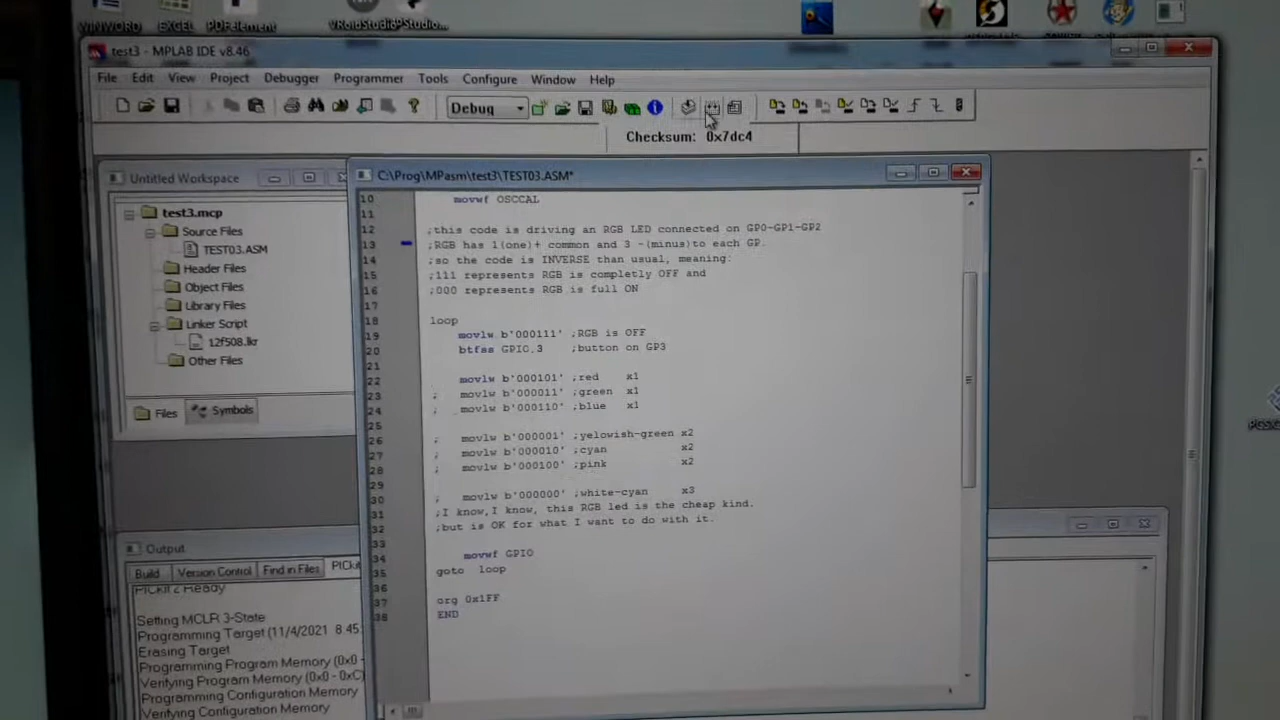 WINWORD EXCEL PDFelement VRoidStudio9Studio...
test3 - MPLAB IDE v8.46
File Edit View Project Debugger Programmer Tools Configure Window Help
Debug
Checksum: 0x7dc4
Untitled Workspace
test3.mcp
Source Files
TEST03.ASM
Header Files
Object Files
Library Files
Linker Script
12f508.lkr
Other Files
Files Symbols
C:\Prog\MPasm\test3\TEST03.ASM*
10 movwf OSCCAL
11
12 ;this code is driving an RGB LED connected on GP0-GP1-GP2
13 ;RGB has 1(one)+ common and 3 -(minus)to each GP.
14 ;so the code is INVERSE than usual, meaning:
15 ;111 represents RGB is completly OFF and
16 ;000 represents RGB is full ON
17
18 loop
19 movlw b'000111' ;RGB is OFF
20 btfss GPIO,3 ;button on GP3
21
22 movlw b'000101' ;red x1
23 ; movlw b'000011' ;green x1
24 ; movlw b'000110' ;blue x1
25
26 ; movlw b'000001' ;yelowish-green x2
27 ; movlw b'000010' ;cyan x2
28 ; movlw b'000100' ;pink x2
29
30 ; movlw b'000000' ;white-cyan x3
31 ;I know,I know, this RGB led is the cheap kind.
32 ;but is OK for what I want to do with it.
33
34 movwf GPIO
35 goto loop
36
37 org 0x1FF
38 END
Output
Build Version Control Find in Files PICkit
PICkit 2 Ready
Setting MCLR 3-State
Programming Target (11/4/2021 8:45
Erasing Target
Programming Program Memory (0x0 -
Verifying Program Memory (0x0 - 0xC)
Programming Configuration Memory
Verifying Configuration Memory